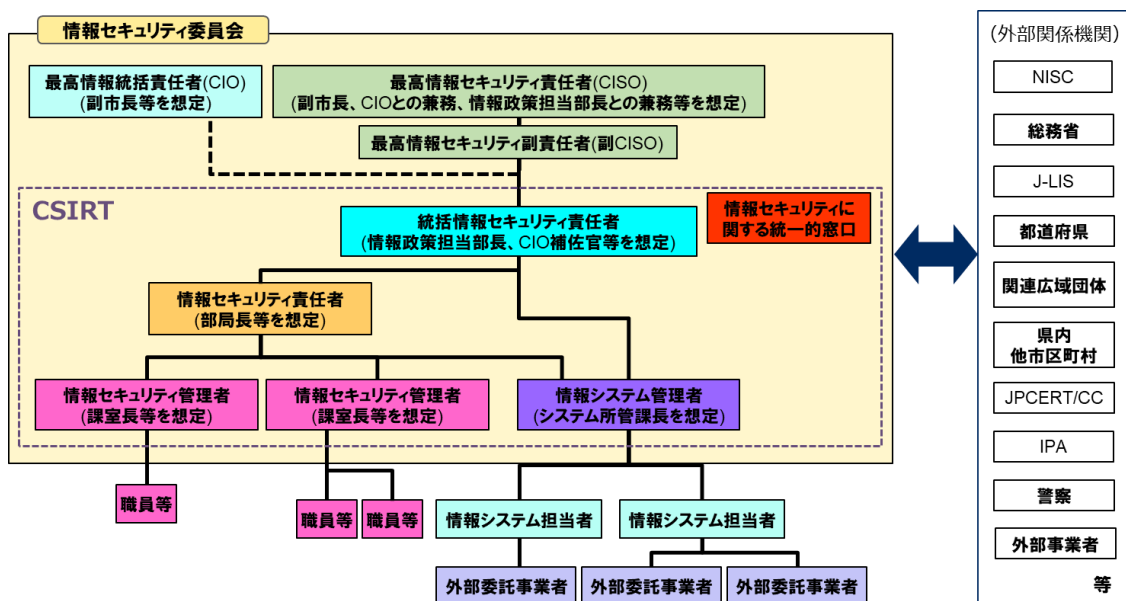 情報セキュリティ委員会
最高情報統括責任者(CIO)
(副市長等を想定)
最高情報セキュリティ責任者(CISO)
(副市長、CIOとの兼務、情報政策担当部長との兼務等を想定)
最高情報セキュリティ副責任者(副CISO)
CSIRT
統括情報セキュリティ責任者
(情報政策担当部長、CIO補佐官等を想定)
情報セキュリティに
関する統一的窓口
情報セキュリティ責任者
(部局長等を想定)
情報セキュリティ管理者
(課室長等を想定)
情報セキュリティ管理者
(課室長等を想定)
情報システム管理者
(システム所管課長を想定)
職員等
職員等
職員等
情報システム担当者
情報システム担当者
外部委託事業者
外部委託事業者
外部委託事業者
(外部関係機関)
NISC
総務省
J-LIS
都道府県
関連広域団体
県内
他市区町村
JPCERT/CC
IPA
警察
外部事業者
等